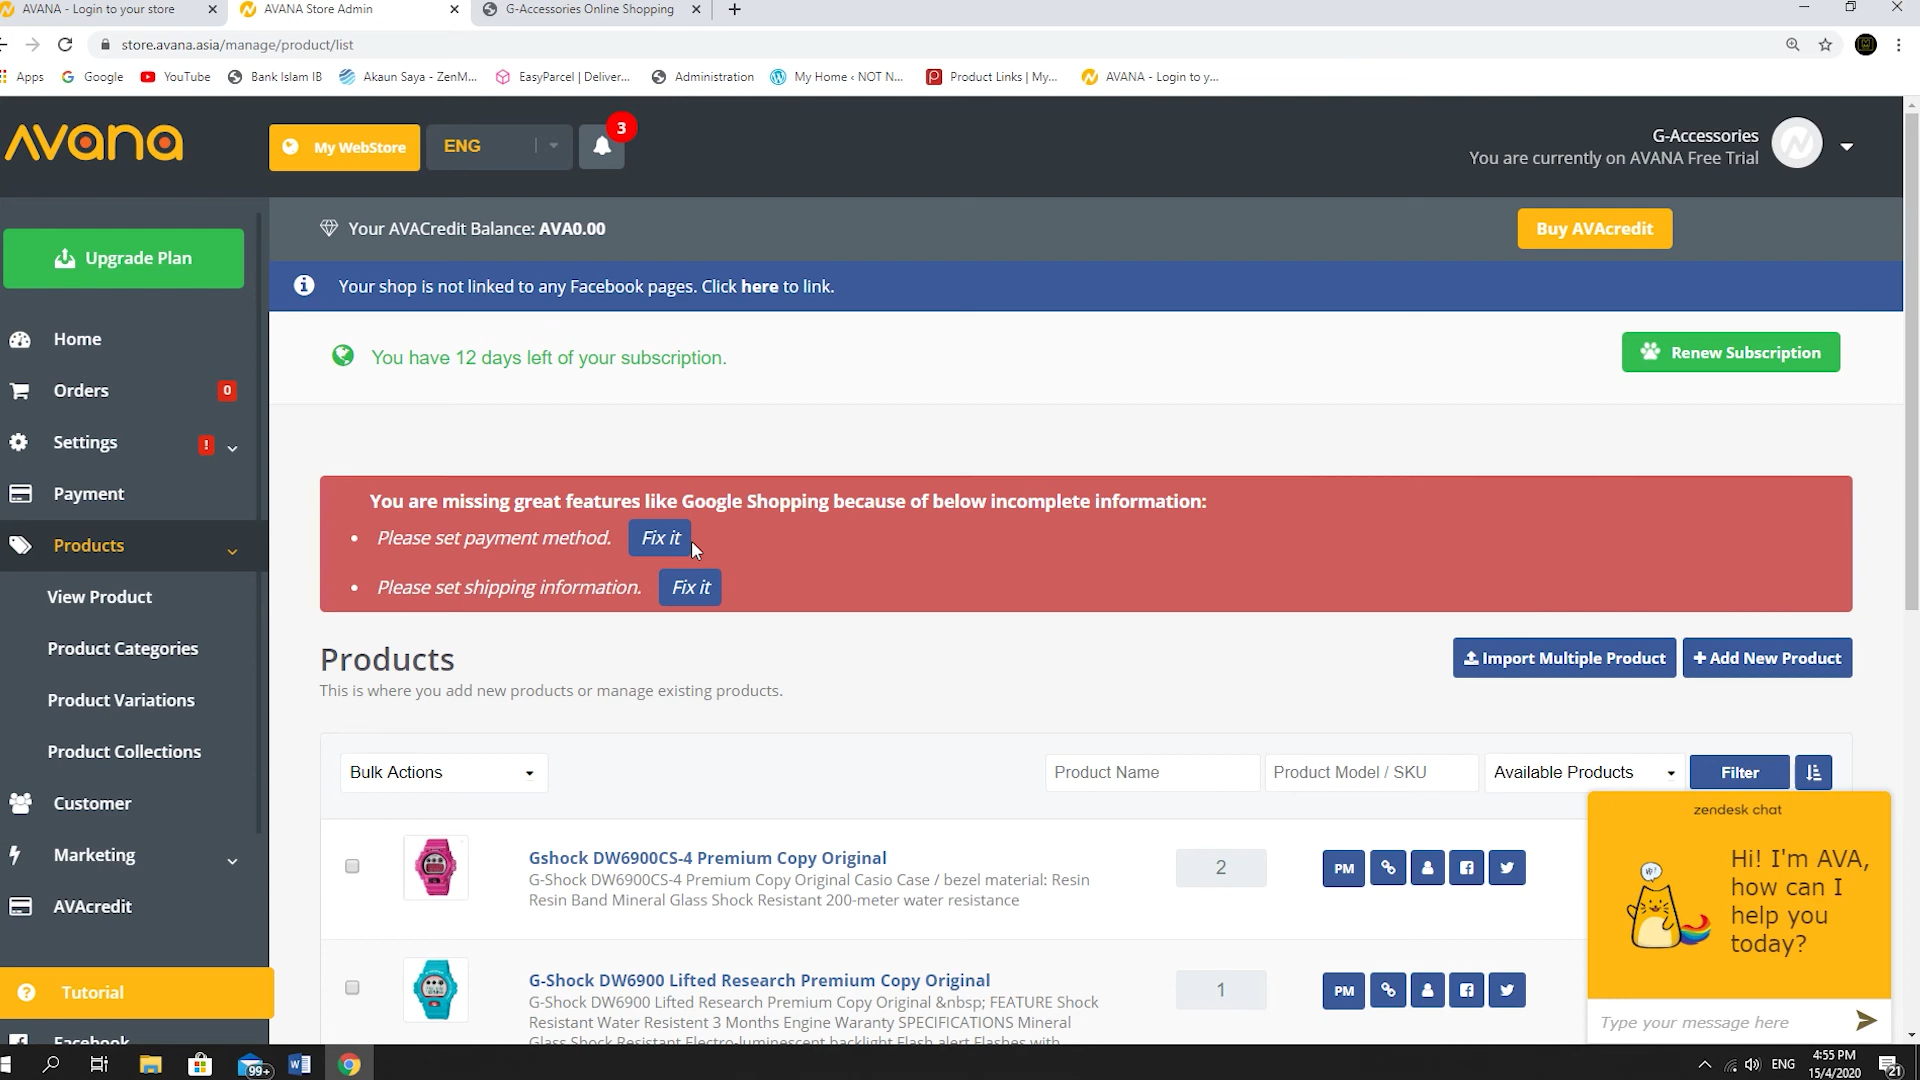 AVANA - Login to your store
AVANA Store Admin
G-Accessories Online Shopping
store.avana.asia/manage/product/list
Apps
Google
YouTube
Bank Islam IB
Akaun Saya - ZenM...
EasyParcel | Deliver...
Administration
My Home ‹ NOT N...
Product Links | My...
AVANA - Login to y...
AVANA
My WebStore
ENG
3
G-Accessories
You are currently on AVANA Free Trial
Your AVACredit Balance: AVA0.00
Buy AVAcredit
Upgrade Plan
Your shop is not linked to any Facebook pages. Click here to link.
You have 12 days left of your subscription.
Renew Subscription
Home
Orders
0
Settings
!
Payment
Products
View Product
Product Categories
Product Variations
Product Collections
Customer
Marketing
AVAcredit
Tutorial
Facebook
You are missing great features like Google Shopping because of below incomplete information:
• Please set payment method.
Fix it
• Please set shipping information.
Fix it
Products
This is where you add new products or manage existing products.
Import Multiple Product
+ Add New Product
Bulk Actions
Product Name
Product Model / SKU
Available Products
Filter
Gshock DW6900CS-4 Premium Copy Original
G-Shock DW6900CS-4 Premium Copy Original Casio Case / bezel material: Resin
Resin Band Mineral Glass Shock Resistant 200-meter water resistance
2
PM
G-Shock DW6900 Lifted Research Premium Copy Original
G-Shock DW6900 Lifted Research Premium Copy Original &nbsp; FEATURE Shock
Resistant Water Resistent 3 Months Engine Waranty SPECIFICATIONS Mineral
Glass Shock Resistant Electro-luminescent backlight Flash alert Flashes with
1
PM
zendesk chat
Hi! I'm AVA,
how can I
help you
today?
Type your message here
99+
ENG
4:55 PM
15/4/2020
21